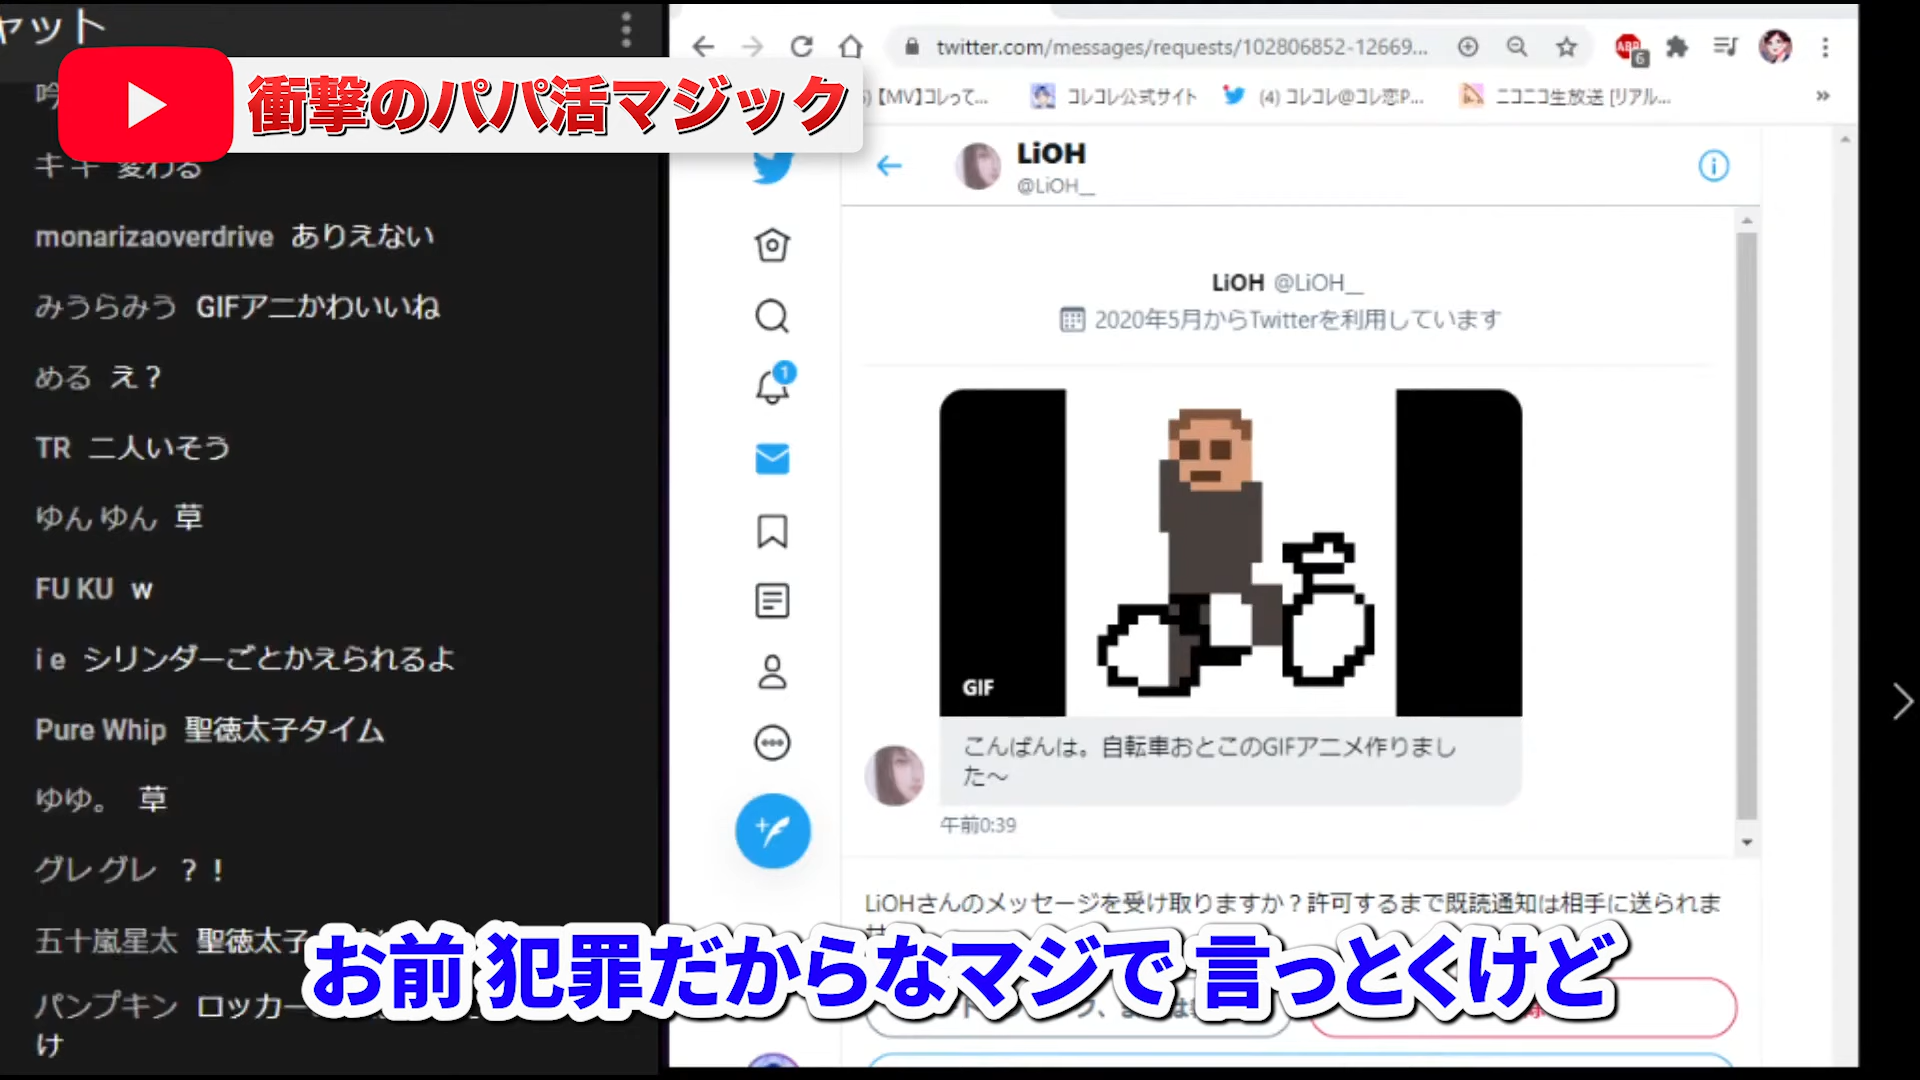 ャット
衝撃のパパ活マジック
吟
キキ 変わる
monarizaoverdrive ありえない
みうらみう GIFアニかわいいね
める え？
TR 二人いそう
ゆんゆん 草
FU KU w
i e シリンダーごとかえられるよ
Pure Whip 聖徳太子タイム
ゆゆ。 草
グレグレ ？！
五十嵐星太 聖徳太子
パンプキン ロッカー
け
twitter.com/messages/requests/102806852-12669...
ABP 6
【MV】コレって...
コレコレ公式サイト
(4) コレコレ@コレ恋P...
ニコニコ生放送 [リアル...
»
LiOH
@LiOH__
LiOH @LiOH__
2020年5月からTwitterを利用しています
1
GIF
こんばんは。自転車おとこのGIFアニメ作りまし
た〜
午前0:39
LiOHさんのメッセージを受け取りますか？許可するまで既読通知は相手に送られま
お前 犯罪だからなマジで 言っとくけど